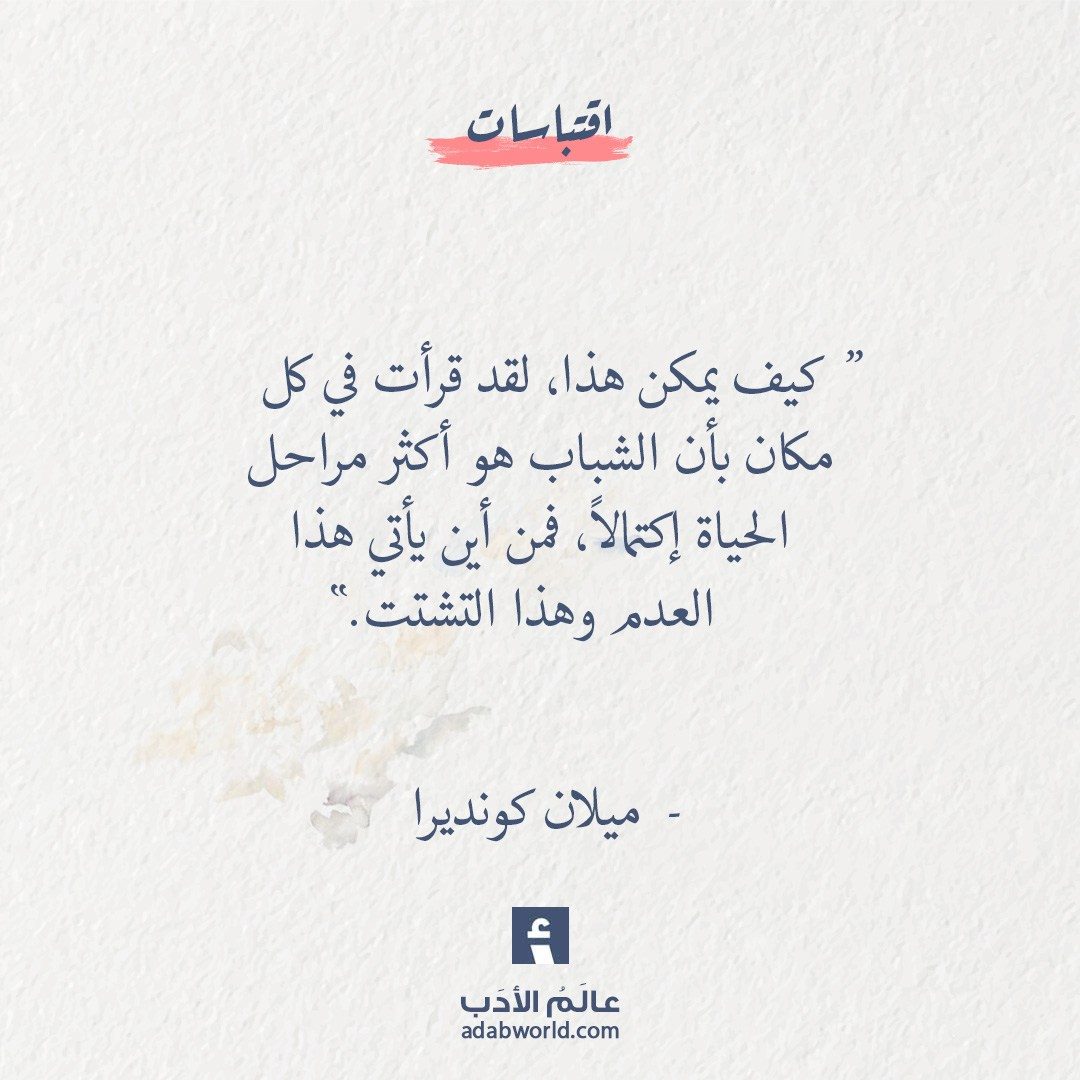 اقتباسات
” كيف يمكن هذا، لقد قرأت في كل
مكان بأن الشباب هو أكثر مراحل
الحياة إكتمالاً، فمن أين يأتي هذا
العدم وهذا التشتت.“
- ميلان كونديرا
أ
عالَمُ الأدَب
adabworld.com